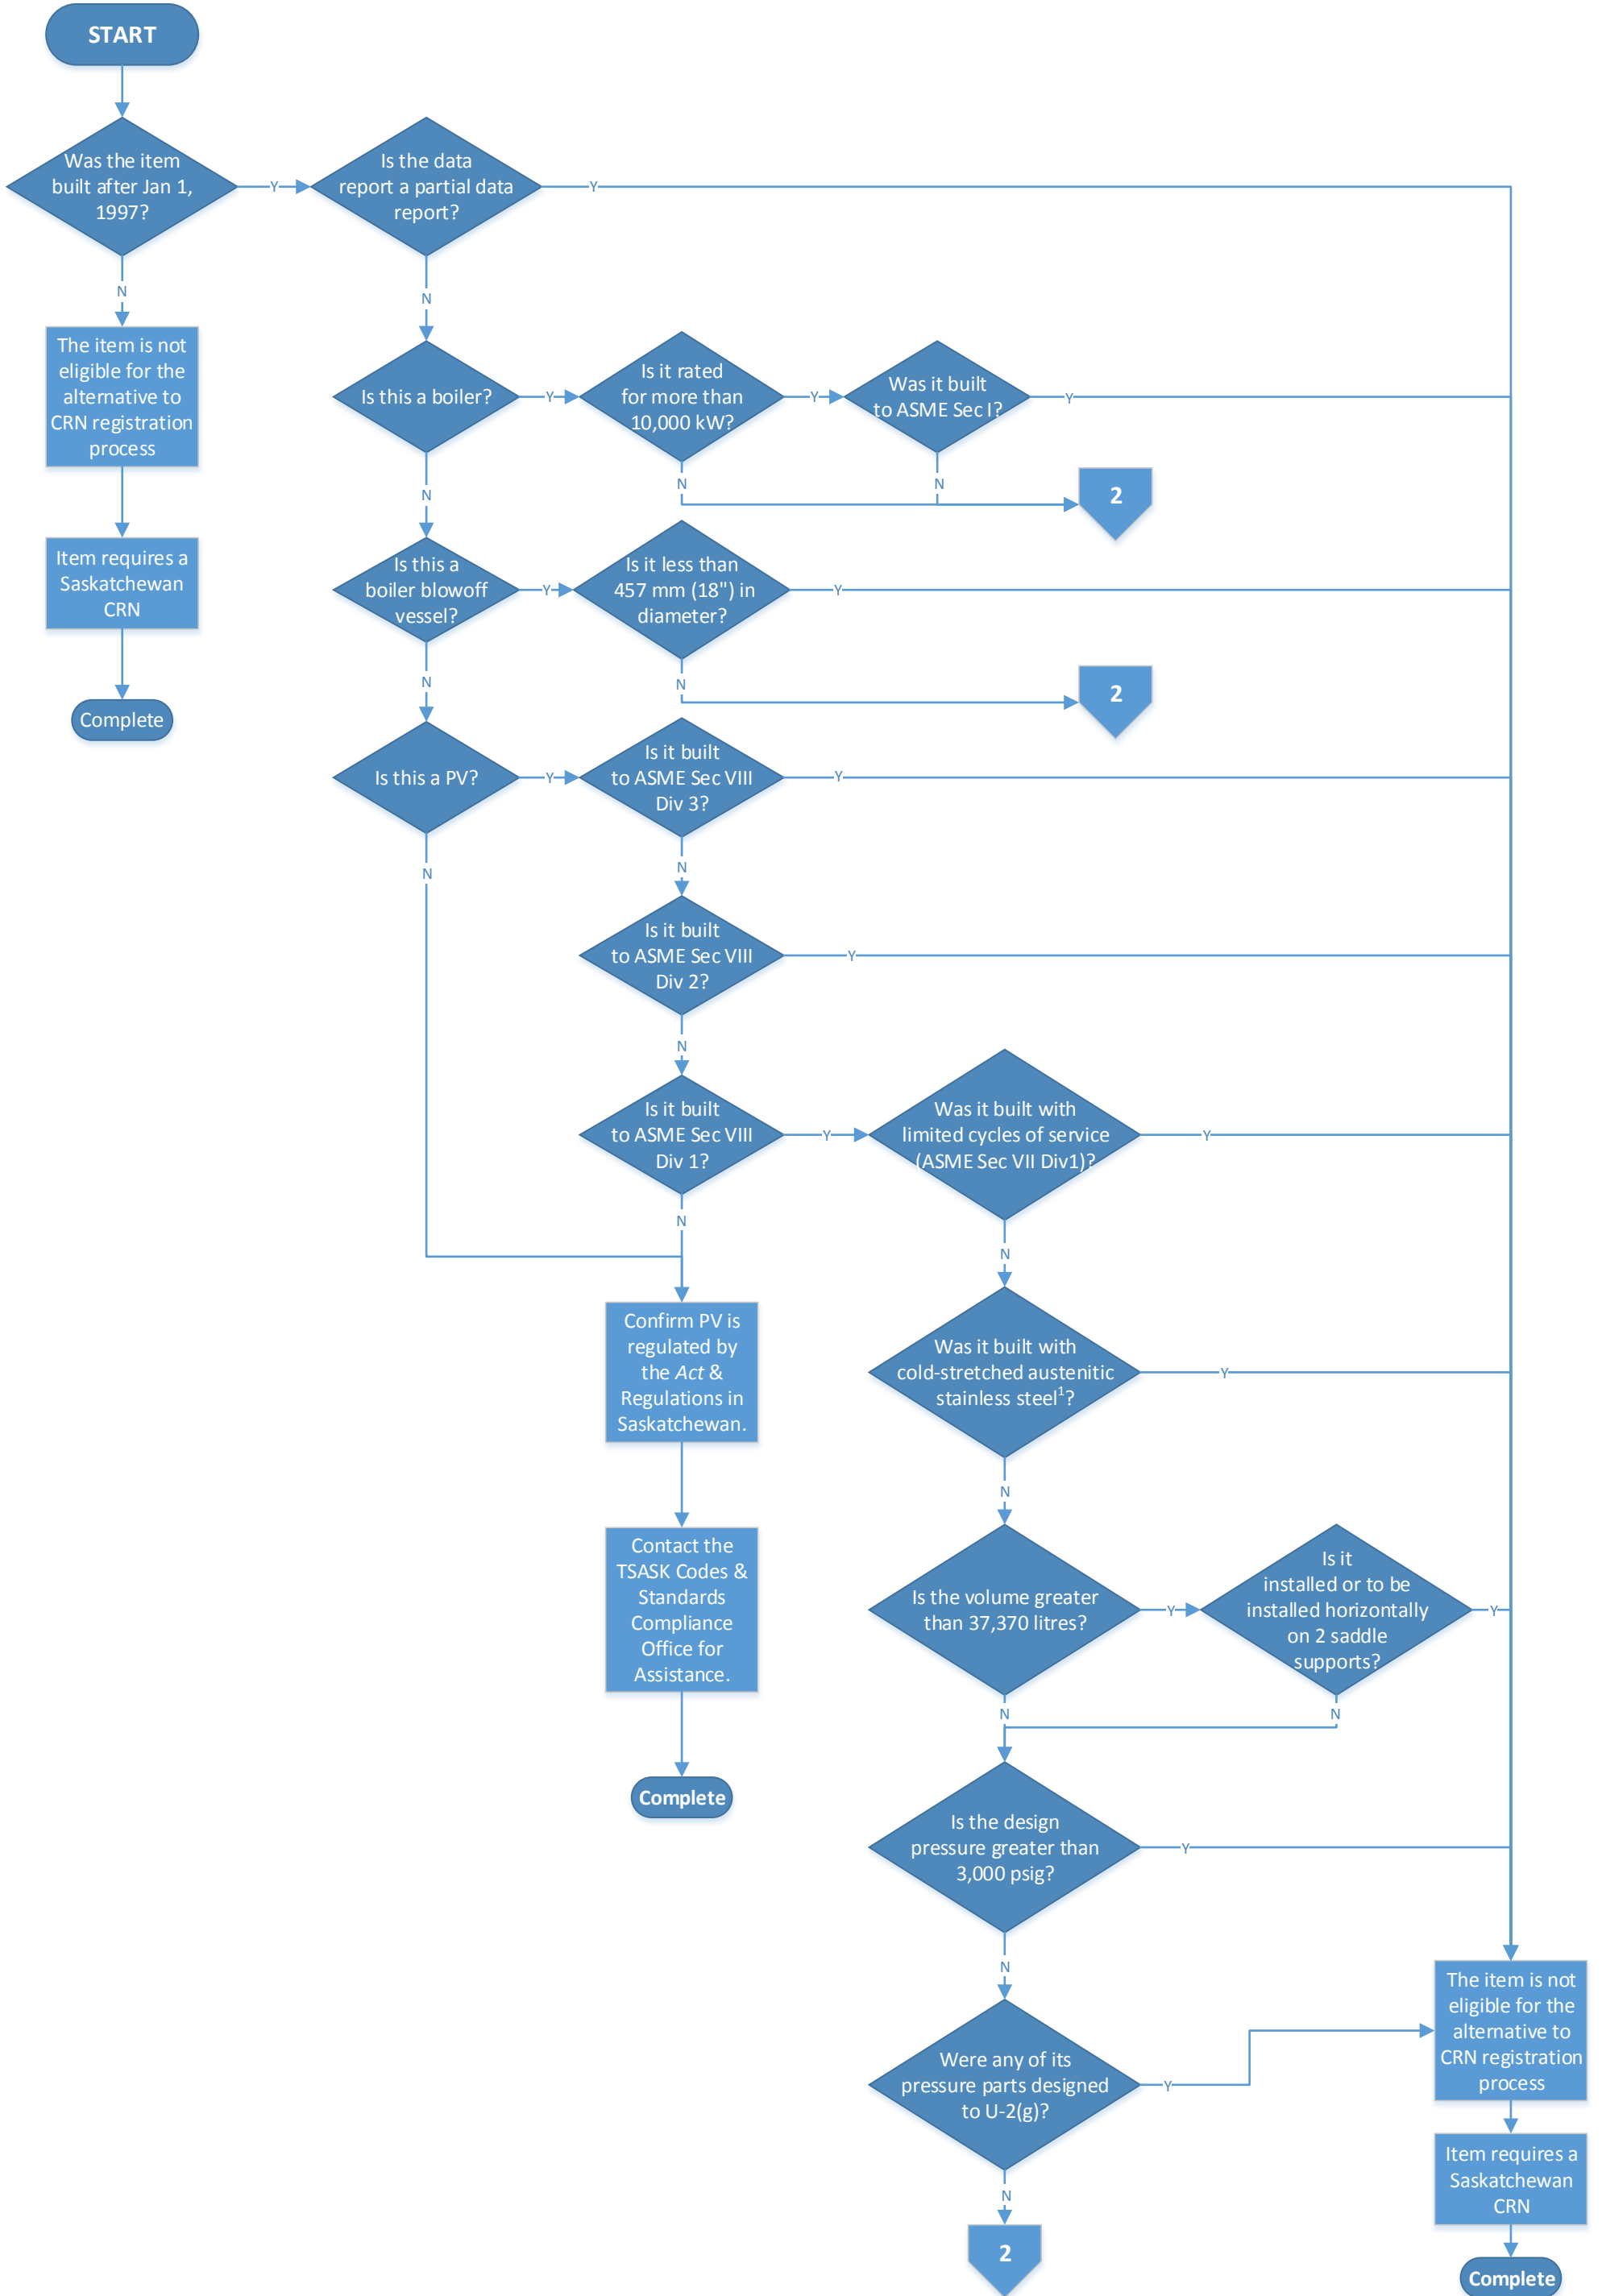 START
Was the item
built after Jan 1,
1997?
Y
Is the data
report a partial data
report?
Y
N
N
The item is not
eligible for the
alternative to
CRN registration
process
Item requires a
Saskatchewan
CRN
Complete
Is this a boiler?
Y
Is it rated
for more than
10,000 kW?
Y
Was it built
to ASME Sec I?
Y
N
N
N
2
Is this a
boiler blowoff
vessel?
Y
Is it less than
457 mm (18") in
diameter?
Y
N
N
2
Is this a PV?
Y
Is it built
to ASME Sec VIII
Div 3?
Y
N
N
Is it built
to ASME Sec VIII
Div 2?
Y
N
Is it built
to ASME Sec VIII
Div 1?
Y
Was it built with
limited cycles of service
(ASME Sec VII Div1)?
Y
N
N
Confirm PV is
regulated by
the Act &
Regulations in
Saskatchewan.
Contact the
TSASK Codes &
Standards
Compliance
Office for
Assistance.
Complete
Was it built with
cold-stretched austenitic
stainless steel1?
Y
N
Is the volume greater
than 37,370 litres?
Y
Is it
installed or to be
installed horizontally
on 2 saddle
supports?
Y
N
N
Is the design
pressure greater than
3,000 psig?
Y
N
Were any of its
pressure parts designed
to U-2(g)?
Y
N
2
The item is not
eligible for the
alternative to
CRN registration
process
Item requires a
Saskatchewan
CRN
Complete